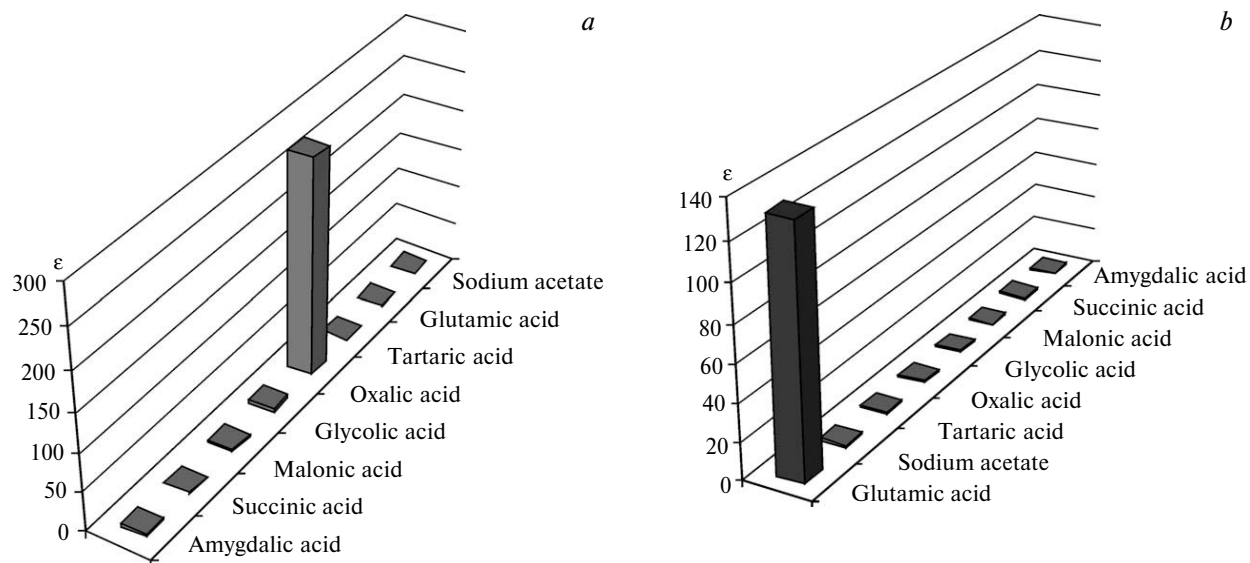 a
ε
300
250
200
150
100
50
0
Sodium acetate
Glutamic acid
Tartaric acid
Oxalic acid
Glycolic acid
Malonic acid
Succinic acid
Amygdalic acid
b
ε
140
120
100
80
60
40
20
0
Amygdalic acid
Succinic acid
Malonic acid
Glycolic acid
Oxalic acid
Tartaric acid
Sodium acetate
Glutamic acid